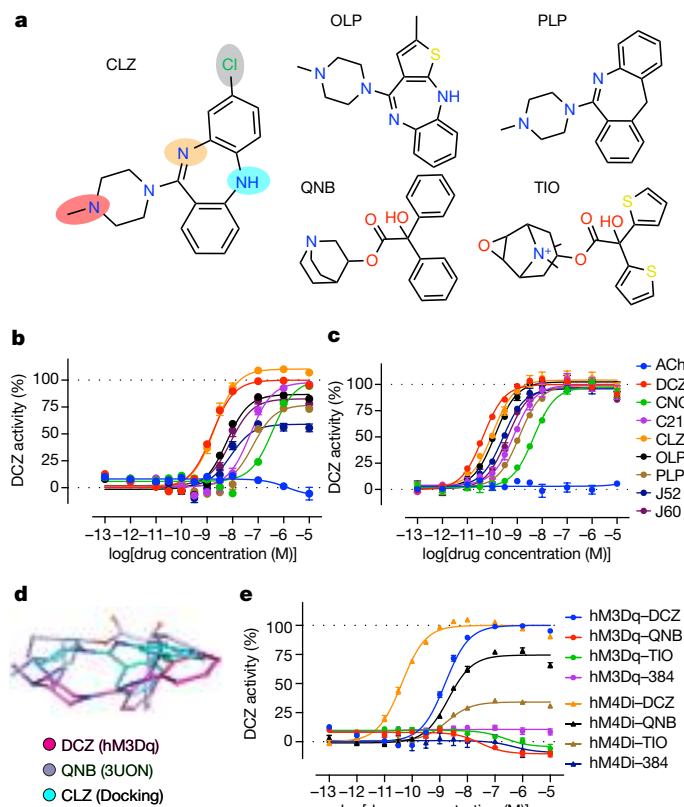 a
CLZ
OLP
PLP
Cl
N
NH
N
N
S
N
N
N
NH
N
N
N
QNB
TIO
N
O
HO
O
O
N+
O
HO
O
S
S
b
DCZ activity (%)
100
75
50
25
0
−13 −12 −11 −10 −9 −8 −7 −6 −5
log[drug concentration (M)]
c
100
75
50
25
0
−13 −12 −11 −10 −9 −8 −7 −6 −5
log[drug concentration (M)]
ACh
DCZ
CNO
C21
CLZ
OLP
PLP
J52
J60
d
DCZ (hM3Dq)
QNB (3UON)
CLZ (Docking)
e
DCZ activity (%)
100
75
50
25
0
−13 −12 −11 −10 −9 −8 −7 −6 −5
hM3Dq–DCZ
hM3Dq–QNB
hM3Dq–TIO
hM3Dq–384
hM4Di–DCZ
hM4Di–QNB
hM4Di–TIO
hM4Di–384